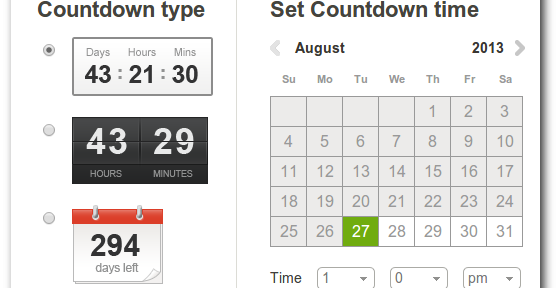 Countdown type
Days Hours Mins
43 : 21 : 30
43 29
HOURS MINUTES
294
days left
Set Countdown time
August 2013
Su Mo Tu We Th Fr Sa
1 2 3
4 5 6 7 8 9 10
11 12 13 14 15 16 17
18 19 20 21 22 23 24
25 26 27 28 29 30 31
Time 1 0 pm